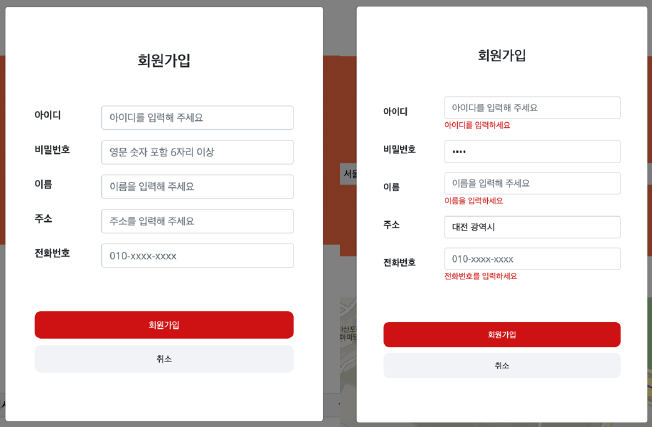 회원가입
아이디 아이디를 입력해 주세요
비밀번호 영문 숫자 포함 6자리 이상
이름 이름을 입력해 주세요
주소 주소를 입력해 주세요
전화번호 010-xxxx-xxxx
회원가입
취소
회원가입
아이디 아이디를 입력해 주세요
아이디를 입력하세요
비밀번호 ••••
이름 이름을 입력해 주세요
이름을 입력하세요
주소 대전 광역시
전화번호 010-xxxx-xxxx
전화번호를 입력하세요
회원가입
취소